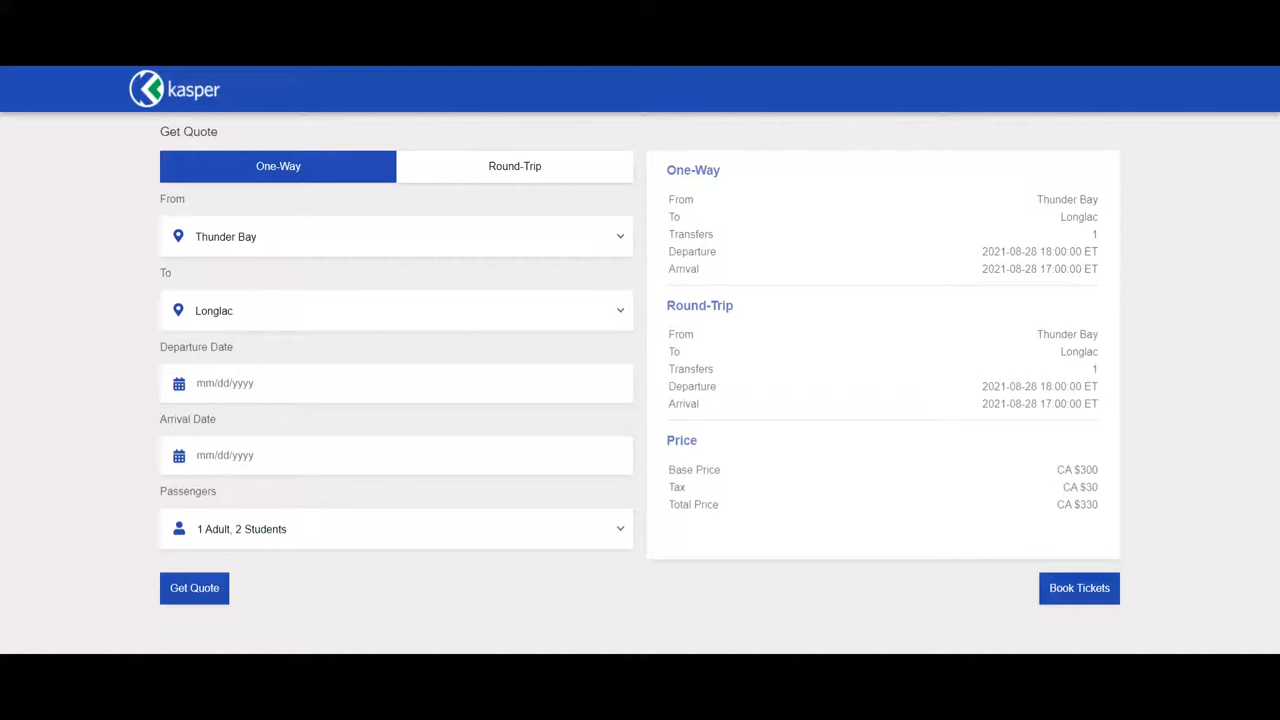 kasper
Get Quote
One-Way Round-Trip
From
Thunder Bay
To
Longlac
Departure Date
mm/dd/yyyy
Arrival Date
mm/dd/yyyy
Passengers
1 Adult, 2 Students
Get Quote
One-Way
From Thunder Bay
To Longlac
Transfers 1
Departure 2021-08-28 18:00:00 ET
Arrival 2021-08-28 17:00:00 ET
Round-Trip
From Thunder Bay
To Longlac
Transfers 1
Departure 2021-08-28 18:00:00 ET
Arrival 2021-08-28 17:00:00 ET
Price
Base Price CA $300
Tax CA $30
Total Price CA $330
Book Tickets